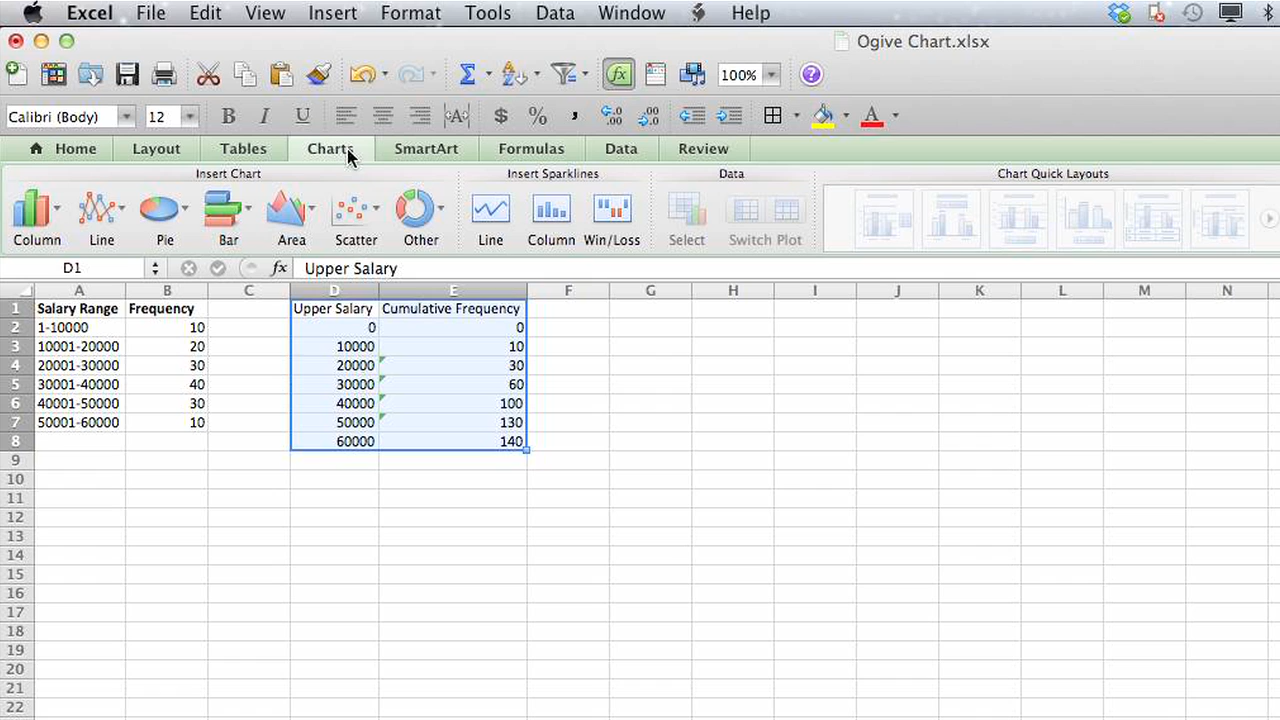 Excel File Edit View Insert Format Tools Data Window Help
Ogive Chart.xlsx
100%
Calibri (Body) 12 B I U A $ % , .0 .00 .00 .0 A
Home Layout Tables Charts SmartArt Formulas Data Review
Insert Chart Insert Sparklines Data Chart Quick Layouts
Column Line Pie Bar Area Scatter Other Line Column Win/Loss Select Switch Plot
D1 fx Upper Salary
A B C D E F G H I J K L M N
1 Salary Range Frequency Upper Salary Cumulative Frequency
2 1-10000 10 0 0
3 10001-20000 20 10000 10
4 20001-30000 30 20000 30
5 30001-40000 40 30000 60
6 40001-50000 30 40000 100
7 50001-60000 10 50000 130
8 60000 140
9
10
11
12
13
14
15
16
17
18
19
20
21
22